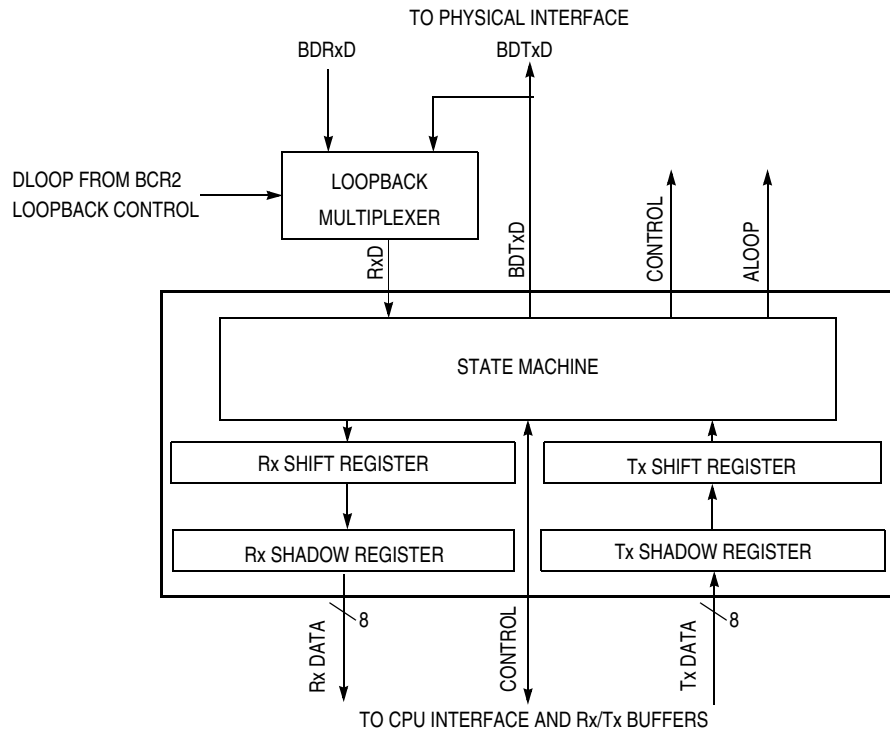 TO PHYSICAL INTERFACE
BDRxD
BDTxD
DLOOP FROM BCR2
LOOPBACK CONTROL
LOOPBACK
MULTIPLEXER
RxD
BDTxD
CONTROL
ALOOP
STATE MACHINE
Rx SHIFT REGISTER
Tx SHIFT REGISTER
Rx SHADOW REGISTER
Tx SHADOW REGISTER
8
8
Rx DATA
CONTROL
Tx DATA
TO CPU INTERFACE AND Rx/Tx BUFFERS